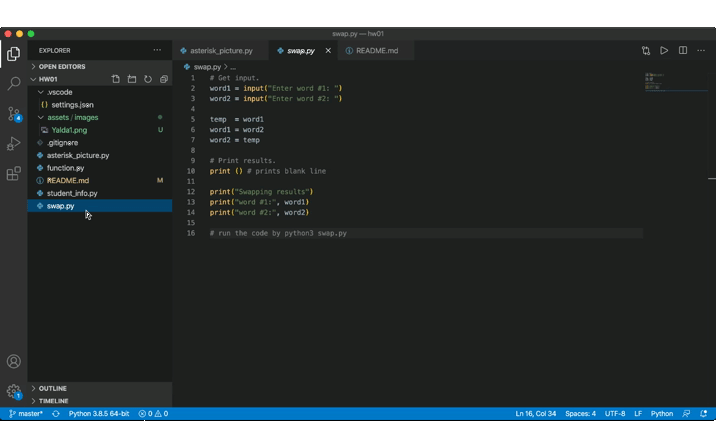 swap.py — hw01
EXPLORER
asterisk_picture.py
swap.py
README.md
OPEN EDITORS
swap.py > ...
HW01
.vscode
settings.json
assets / images
Yalda1.png U
.gitignore
asterisk_picture.py
function.py
README.md M
student_info.py
swap.py
1 # Get input.
2 word1 = input("Enter word #1: ")
3 word2 = input("Enter word #2: ")
4
5 temp = word1
6 word1 = word2
7 word2 = temp
8
9 # Print results.
10 print () # prints blank line
11
12 print("Swapping results")
13 print("word #1:", word1)
14 print("word #2:", word2)
15
16 # run the code by python3 swap.py
4
1
OUTLINE
TIMELINE
master* Python 3.8.5 64-bit 0 0 Ln 16, Col 34 Spaces: 4 UTF-8 LF Python